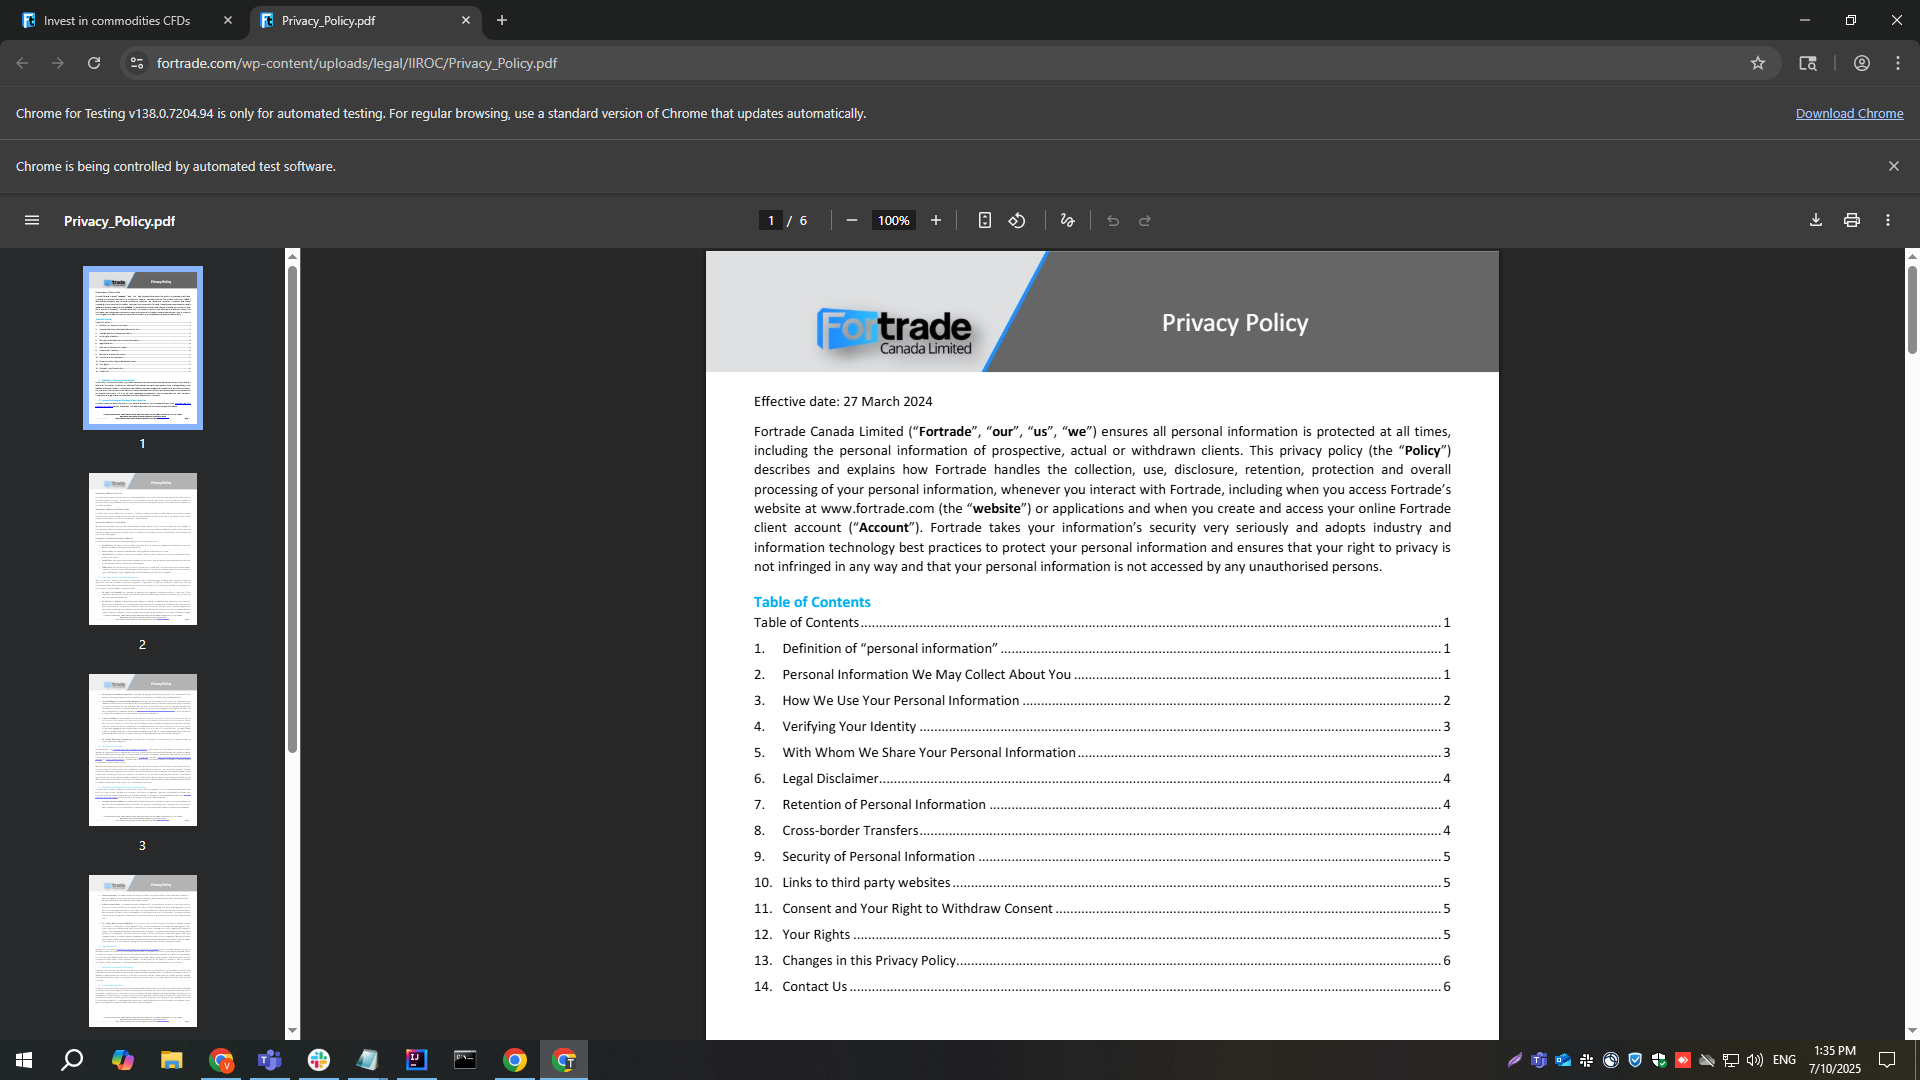 Invest in commodities CFDs
Privacy_Policy.pdf
fortrade.com/wp-content/uploads/legal/IIROC/Privacy_Policy.pdf
Chrome for Testing v138.0.7204.94 is only for automated testing. For regular browsing, use a standard version of Chrome that updates automatically.
Download Chrome
Chrome is being controlled by automated test software.
Privacy_Policy.pdf
1 / 6
100%
1
2
3
Fortrade
Canada Limited
Privacy Policy
Effective date: 27 March 2024
Fortrade Canada Limited (“Fortrade”, “our”, “us”, “we”) ensures all personal information is protected at all times,
including the personal information of prospective, actual or withdrawn clients. This privacy policy (the “Policy”)
describes and explains how Fortrade handles the collection, use, disclosure, retention, protection and overall
processing of your personal information, whenever you interact with Fortrade, including when you access Fortrade’s
website at www.fortrade.com (the “website”) or applications and when you create and access your online Fortrade
client account (“Account”). Fortrade takes your information’s security very seriously and adopts industry and
information technology best practices to protect your personal information and ensures that your right to privacy is
not infringed in any way and that your personal information is not accessed by any unauthorised persons.
Table of Contents
Table of Contents 1
1. Definition of “personal information” 1
2. Personal Information We May Collect About You 1
3. How We Use Your Personal Information 2
4. Verifying Your Identity 3
5. With Whom We Share Your Personal Information 3
6. Legal Disclaimer 4
7. Retention of Personal Information 4
8. Cross-border Transfers 4
9. Security of Personal Information 5
10. Links to third party websites 5
11. Consent and Your Right to Withdraw Consent 5
12. Your Rights 5
13. Changes in this Privacy Policy 6
14. Contact Us 6
ENG
1:35 PM
7/10/2025